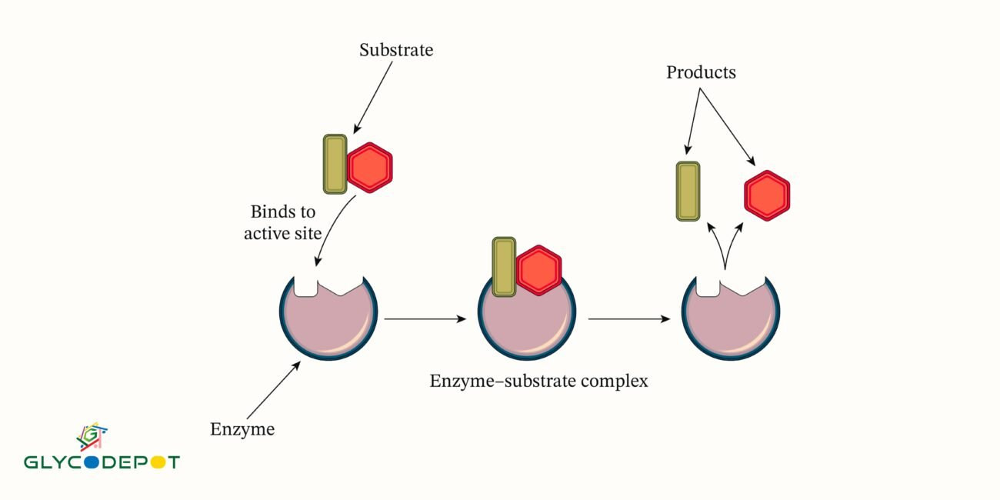 Substrate
Products
Binds to
active site
Enzyme–substrate complex
Enzyme
GLYCODEPOT